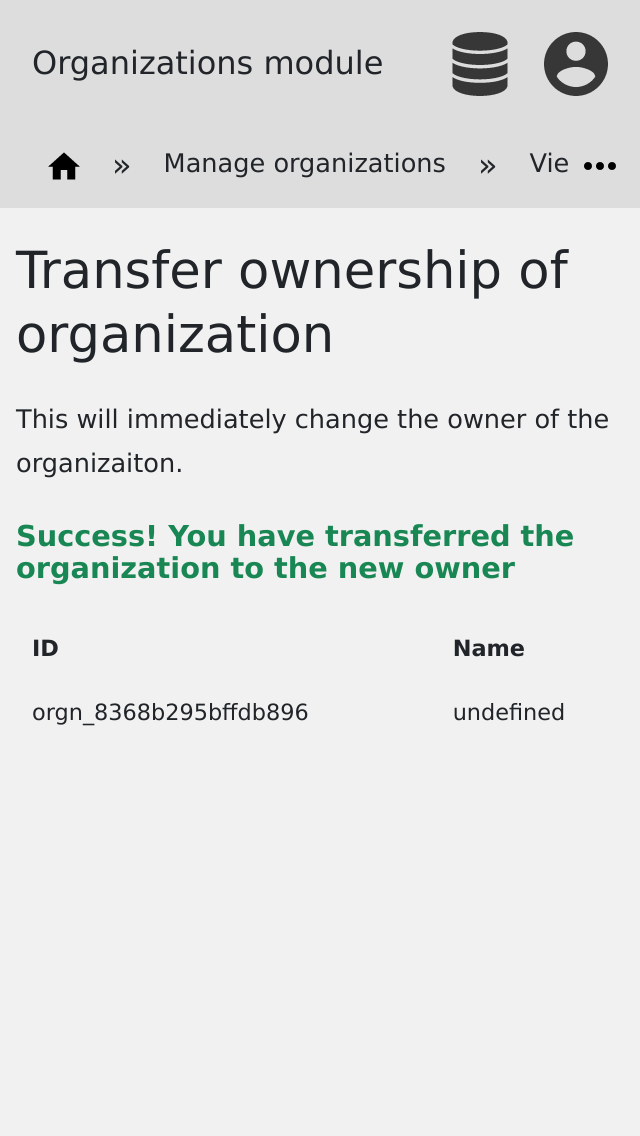 Organizations module
» Manage organizations » Vie
Transfer ownership of
organization
This will immediately change the owner of the
organizaiton.
Success! You have transferred the
organization to the new owner
ID Name
orgn_8368b295bffdb896 undefined